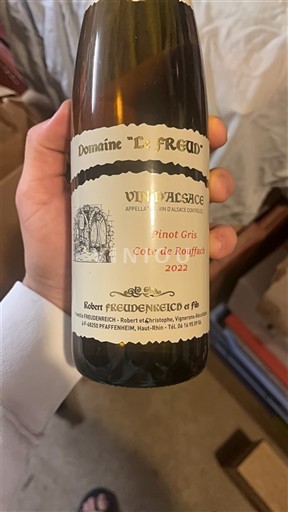 Domaine "Le FREUD"
VIN D'ALSACE
APPELLATION VIN D'ALSACE CONTRÔLÉE
Pinot Gris
Cote de Rouffach
2022
Robert FREUDENREICH et Fils
Famille FREUDENREICH - Robert et Christophe, Vignerons-Récoltants
à F-68250 PFAFFENHEIM, Haut-Rhin - Tél.